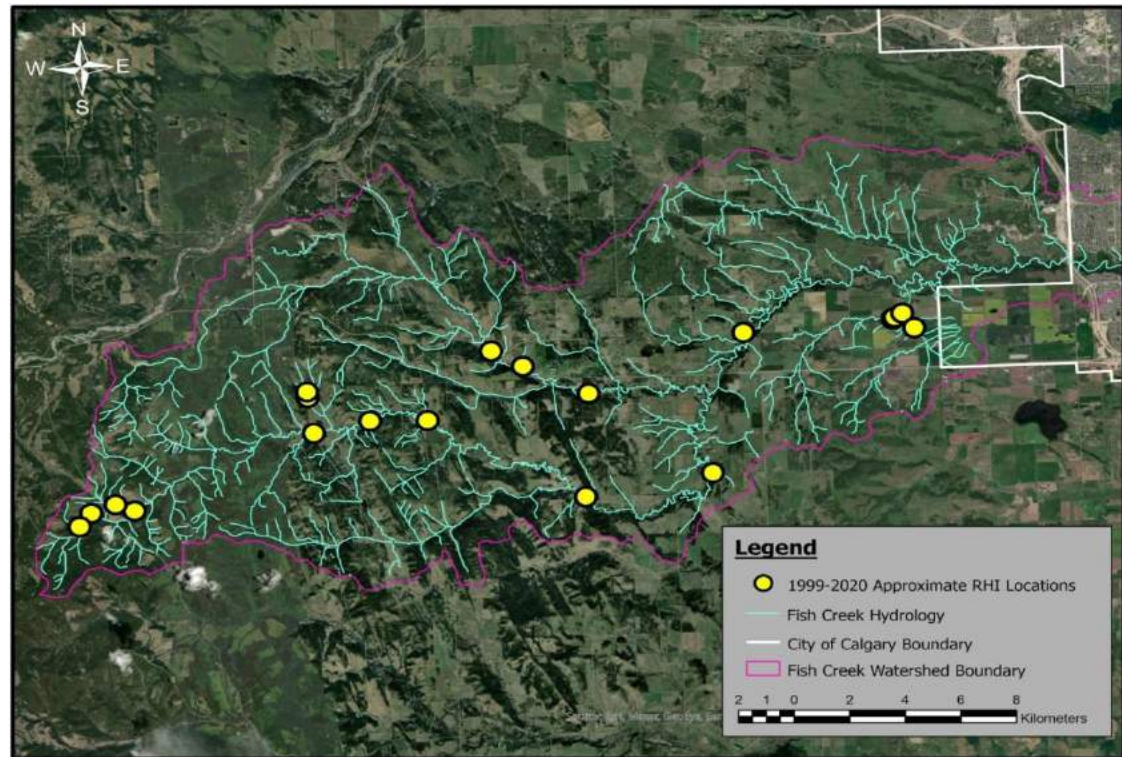 N
W E
S
Legend
1999-2020 Approximate RHI Locations
Fish Creek Hydrology
City of Calgary Boundary
Fish Creek Watershed Boundary
2 1 0 2 4 6 8
Kilometers